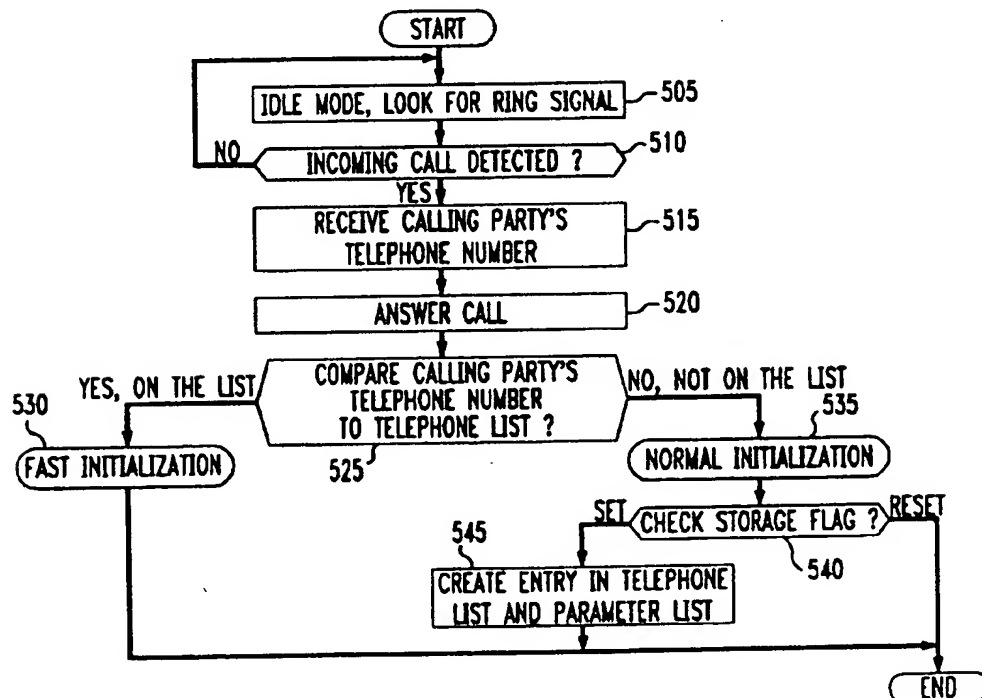 START
IDLE MODE, LOOK FOR RING SIGNAL
505
NO
INCOMING CALL DETECTED ?
510
YES
RECEIVE CALLING PARTY'S
TELEPHONE NUMBER
515
ANSWER CALL
520
YES, ON THE LIST
COMPARE CALLING PARTY'S
TELEPHONE NUMBER
TO TELEPHONE LIST ?
NO, NOT ON THE LIST
525
530
FAST INITIALIZATION
535
NORMAL INITIALIZATION
SET
CHECK STORAGE FLAG ?
RESET
540
545
CREATE ENTRY IN TELEPHONE
LIST AND PARAMETER LIST
END